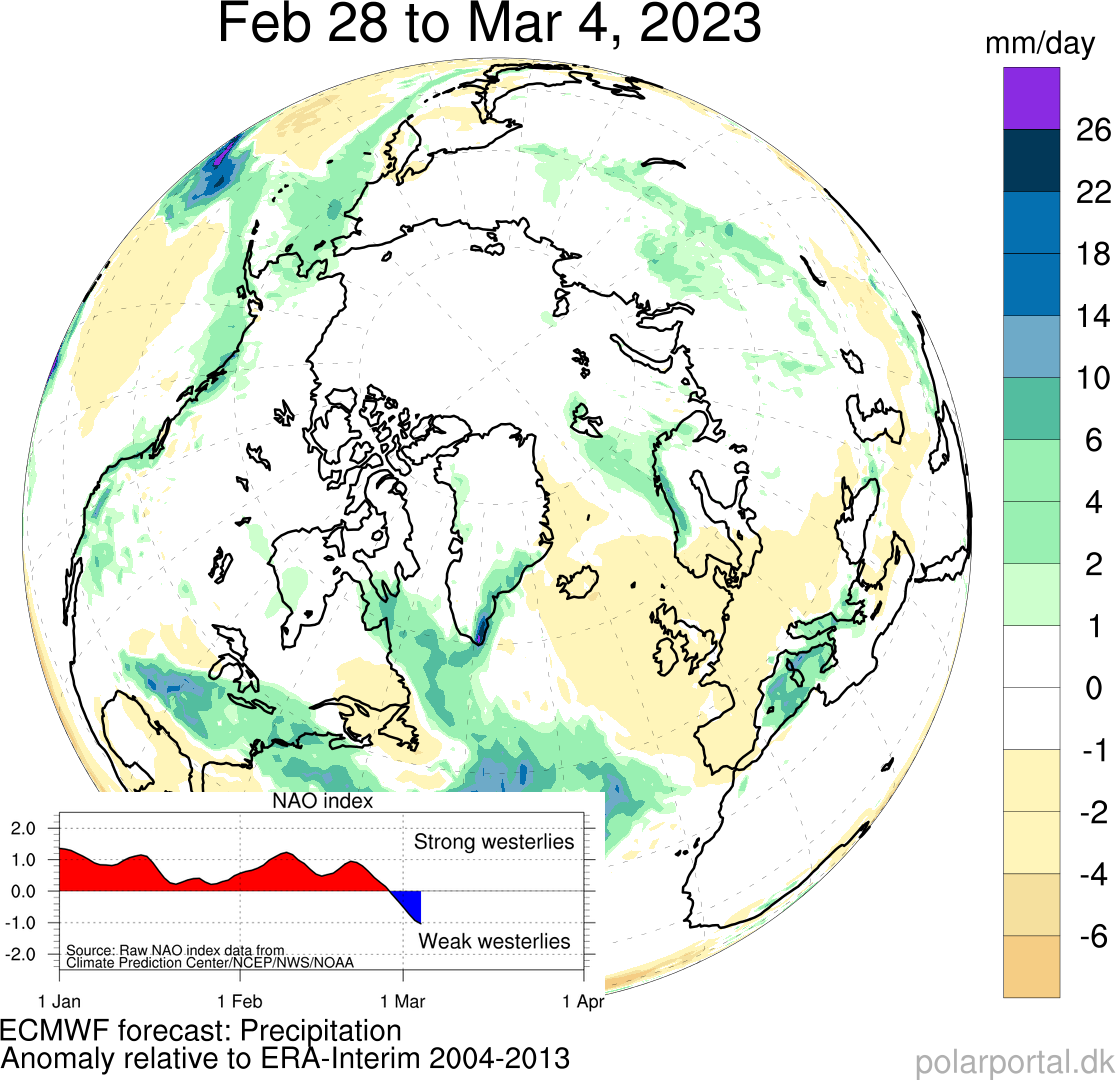 Feb 28 to Mar 4, 2023
mm/day
26
22
18
14
10
6
4
2
1
0
-1
-2
-4
-6
NAO index
2.0
1.0
0.0
-1.0
-2.0
Strong westerlies
Weak westerlies
Source: Raw NAO index data from
Climate Prediction Center/NCEP/NWS/NOAA
1 Jan 1 Feb 1 Mar 1 Apr
ECMWF forecast: Precipitation
Anomaly relative to ERA-Interim 2004-2013
polarportal.dk